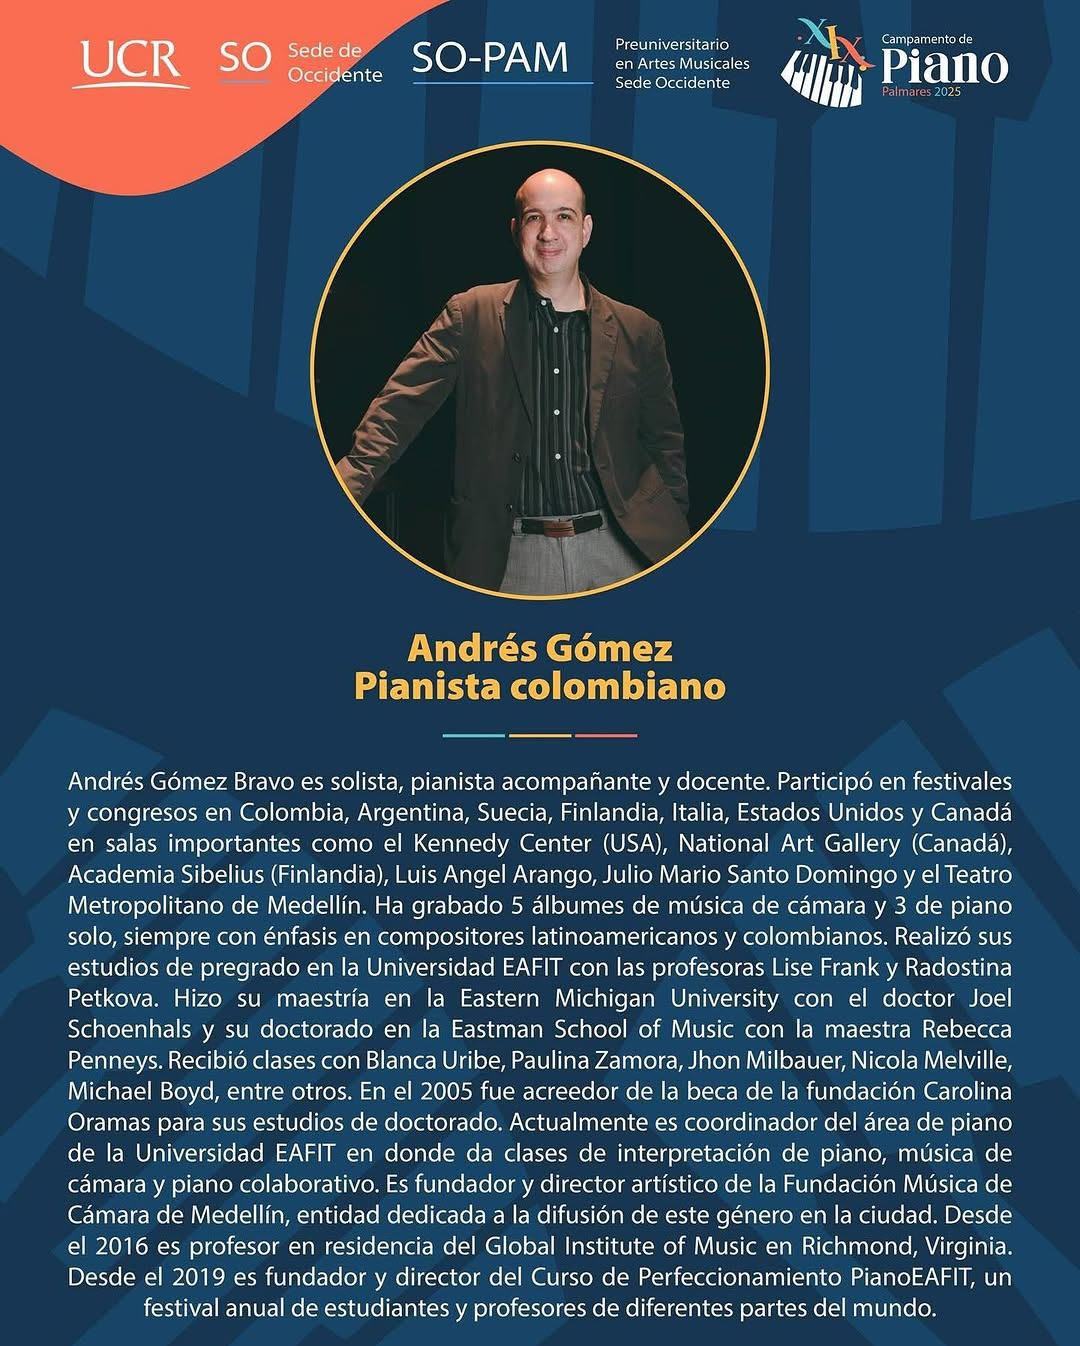 UCR
SO
Sede de
Occidente
SO-PAM
Preuniversitario
en Artes Musicales
Sede Occidente
XIX
Campamento de
Piano
Palmares 2025
Andrés Gómez
Pianista colombiano
Andrés Gómez Bravo es solista, pianista acompañante y docente. Participó en festivales
y congresos en Colombia, Argentina, Suecia, Finlandia, Italia, Estados Unidos y Canadá
en salas importantes como el Kennedy Center (USA), National Art Gallery (Canadá),
Academia Sibelius (Finlandia), Luis Angel Arango, Julio Mario Santo Domingo y el Teatro
Metropolitano de Medellín. Ha grabado 5 álbumes de música de cámara y 3 de piano
solo, siempre con énfasis en compositores latinoamericanos y colombianos. Realizó sus
estudios de pregrado en la Universidad EAFIT con las profesoras Lise Frank y Radostina
Petkova. Hizo su maestría en la Eastern Michigan University con el doctor Joel
Schoenhals y su doctorado en la Eastman School of Music con la maestra Rebecca
Penneys. Recibió clases con Blanca Uribe, Paulina Zamora, Jhon Milbauer, Nicola Melville,
Michael Boyd, entre otros. En el 2005 fue acreedor de la beca de la fundación Carolina
Oramas para sus estudios de doctorado. Actualmente es coordinador del área de piano
de la Universidad EAFIT en donde da clases de interpretación de piano, música de
cámara y piano colaborativo. Es fundador y director artístico de la Fundación Música de
Cámara de Medellín, entidad dedicada a la difusión de este género en la ciudad. Desde
el 2016 es profesor en residencia del Global Institute of Music en Richmond, Virginia.
Desde el 2019 es fundador y director del Curso de Perfeccionamiento PianoEAFIT, un
festival anual de estudiantes y profesores de diferentes partes del mundo.